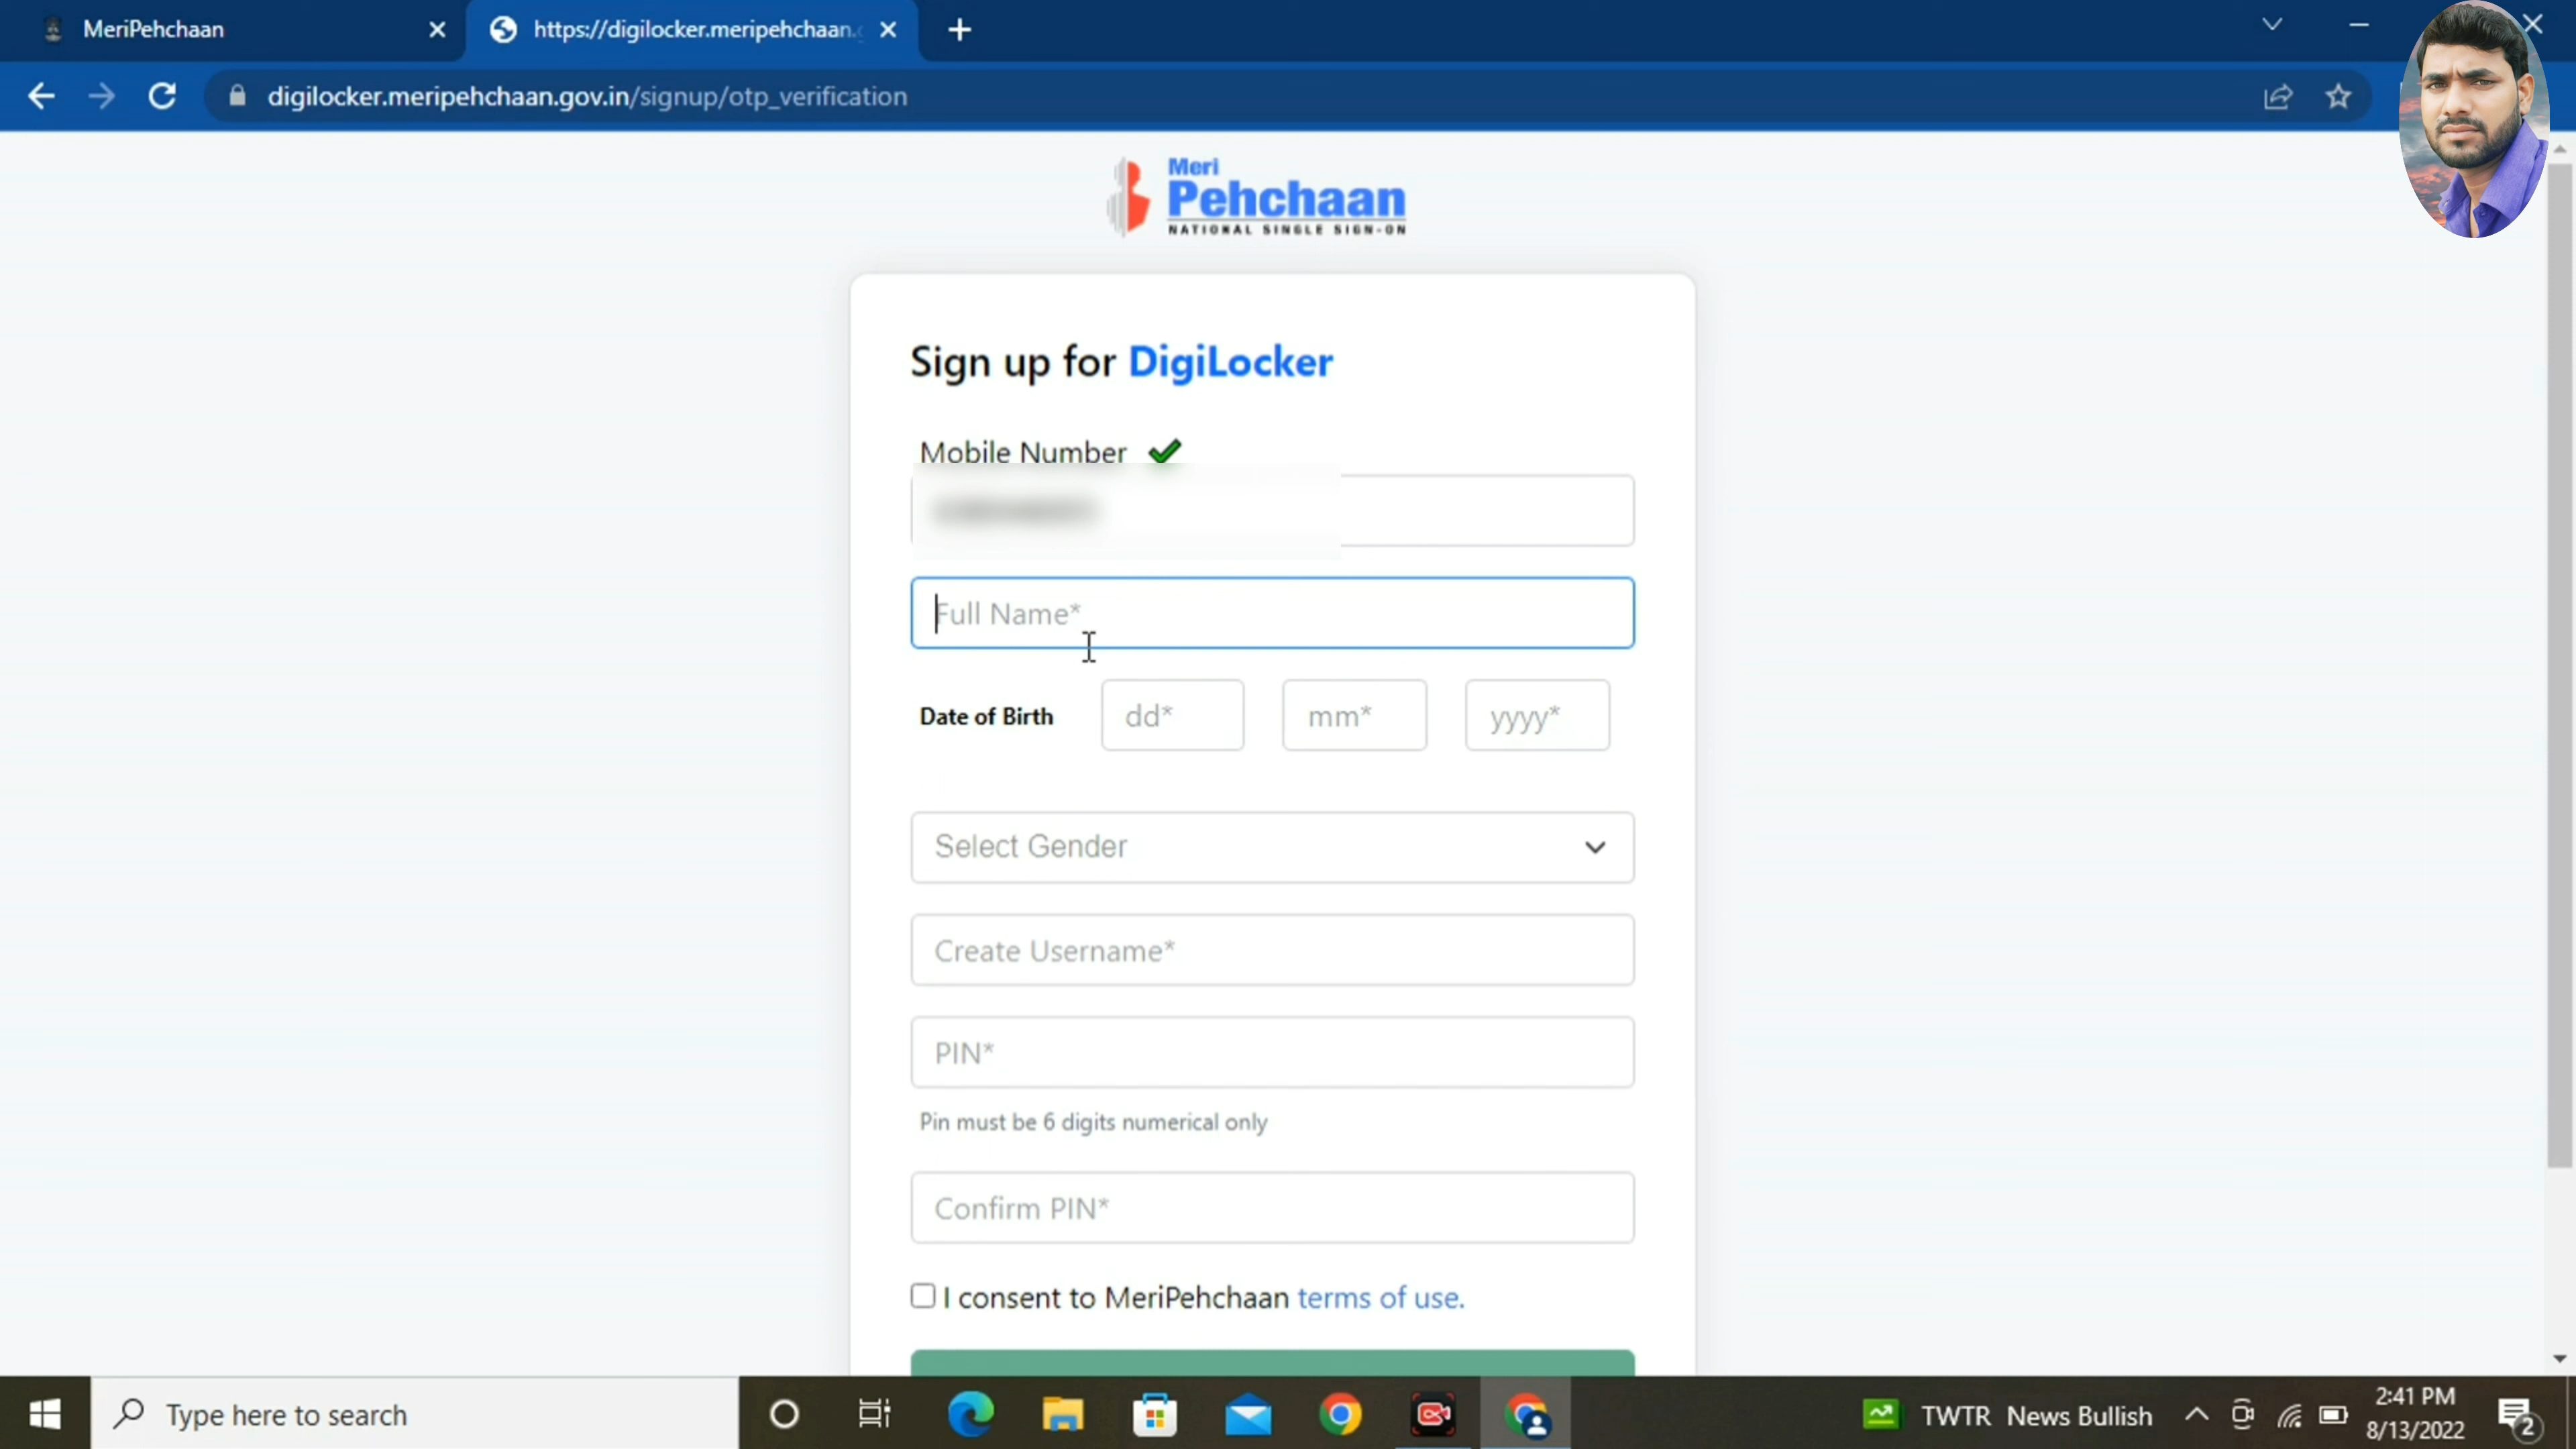 MeriPehchaan
https://digilocker.meripehchaan.g
digilocker.meripehchaan.gov.in/signup/otp_verification
Meri
Pehchaan
NATIONAL SINGLE SIGN-ON
Sign up for DigiLocker
Mobile Number
Full Name*
Date of Birth dd* mm* yyyy*
Select Gender
Create Username*
PIN*
Pin must be 6 digits numerical only
Confirm PIN*
I consent to MeriPehchaan terms of use.
Type here to search
TWTR News Bullish
2:41 PM
8/13/2022
2